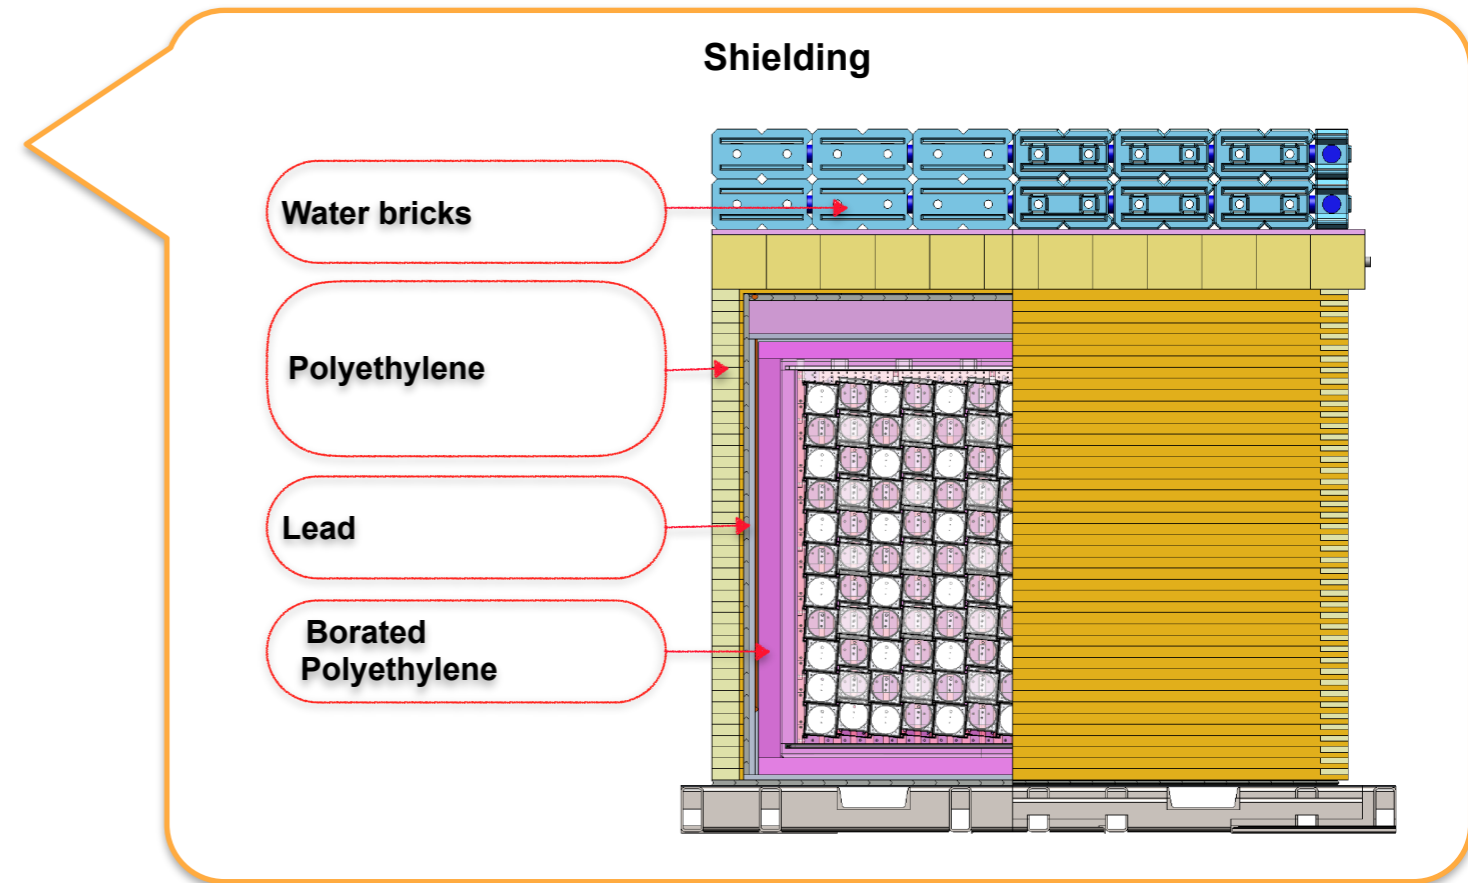 Shielding
Water bricks
Polyethylene
Lead
Borated
Polyethylene